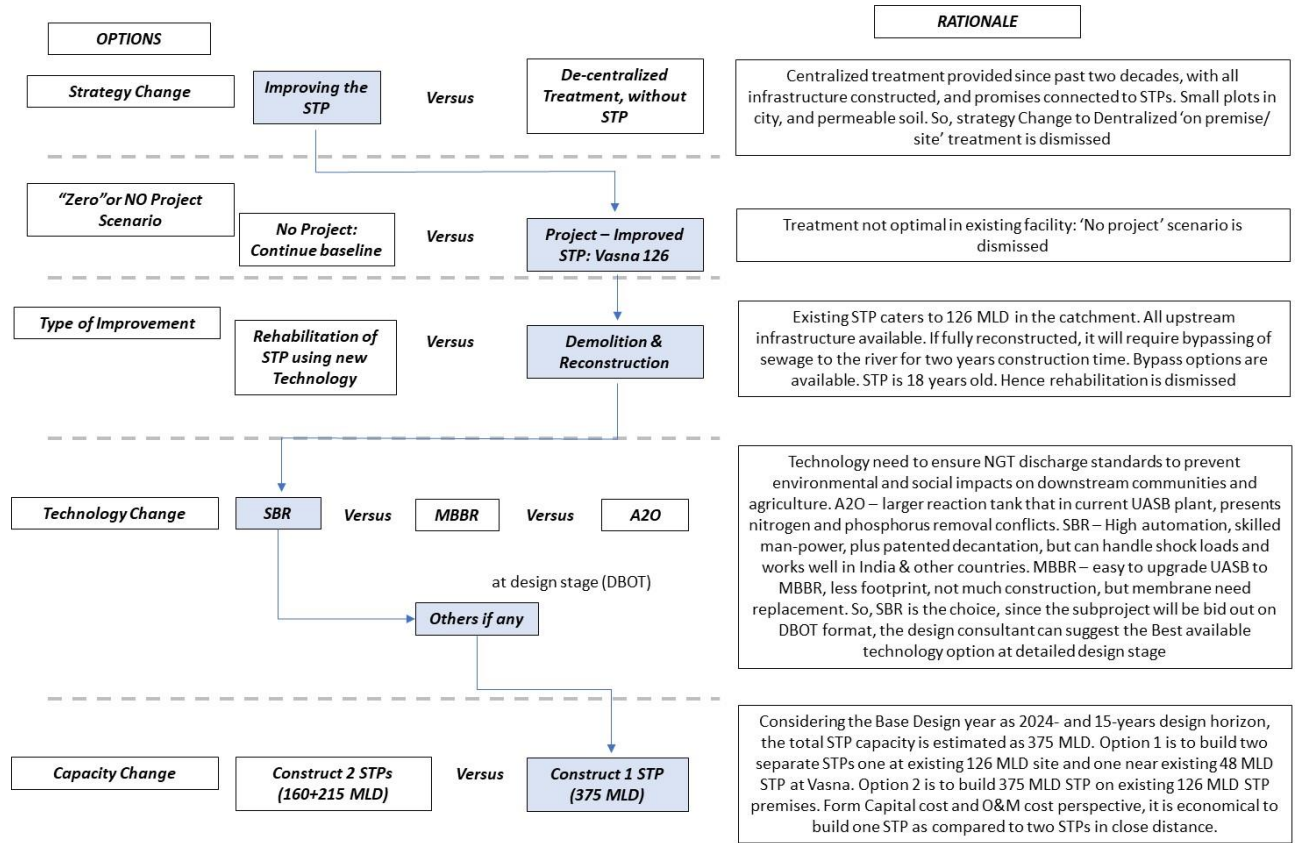 OPTIONS
RATIONALE
Strategy Change
Improving the
STP
Versus
De-centralized
Treatment, without
STP
Centralized treatment provided since past two decades, with all
infrastructure constructed, and promises connected to STPs. Small plots in
city, and permeable soil. So, strategy Change to Dentralized ‘on premise/
site’ treatment is dismissed
“Zero”or NO Project
Scenario
No Project:
Continue baseline
Versus
Project – Improved
STP: Vasna 126
Treatment not optimal in existing facility: ‘No project’ scenario is
dismissed
Type of Improvement
Rehabilitation of
STP using new
Technology
Versus
Demolition &
Reconstruction
Existing STP caters to 126 MLD in the catchment. All upstream
infrastructure available. If fully reconstructed, it will require bypassing of
sewage to the river for two years construction time. Bypass options are
available. STP is 18 years old. Hence rehabilitation is dismissed
Technology Change
SBR
Versus
MBBR
Versus
A2O
at design stage (DBOT)
Others if any
Technology need to ensure NGT discharge standards to prevent
environmental and social impacts on downstream communities and
agriculture. A2O – larger reaction tank that in current UASB plant, presents
nitrogen and phosphorus removal conflicts. SBR – High automation, skilled
man-power, plus patented decantation, but can handle shock loads and
works well in India & other countries. MBBR – easy to upgrade UASB to
MBBR, less footprint, not much construction, but membrane need
replacement. So, SBR is the choice, since the subproject will be bid out on
DBOT format, the design consultant can suggest the Best available
technology option at detailed design stage
Capacity Change
Construct 2 STPs
(160+215 MLD)
Versus
Construct 1 STP
(375 MLD)
Considering the Base Design year as 2024- and 15-years design horizon,
the total STP capacity is estimated as 375 MLD. Option 1 is to build two
separate STPs one at existing 126 MLD site and one near existing 48 MLD
STP at Vasna. Option 2 is to build 375 MLD STP on existing 126 MLD STP
premises. Form Capital cost and O&M cost perspective, it is economical to
build one STP as compared to two STPs in close distance.